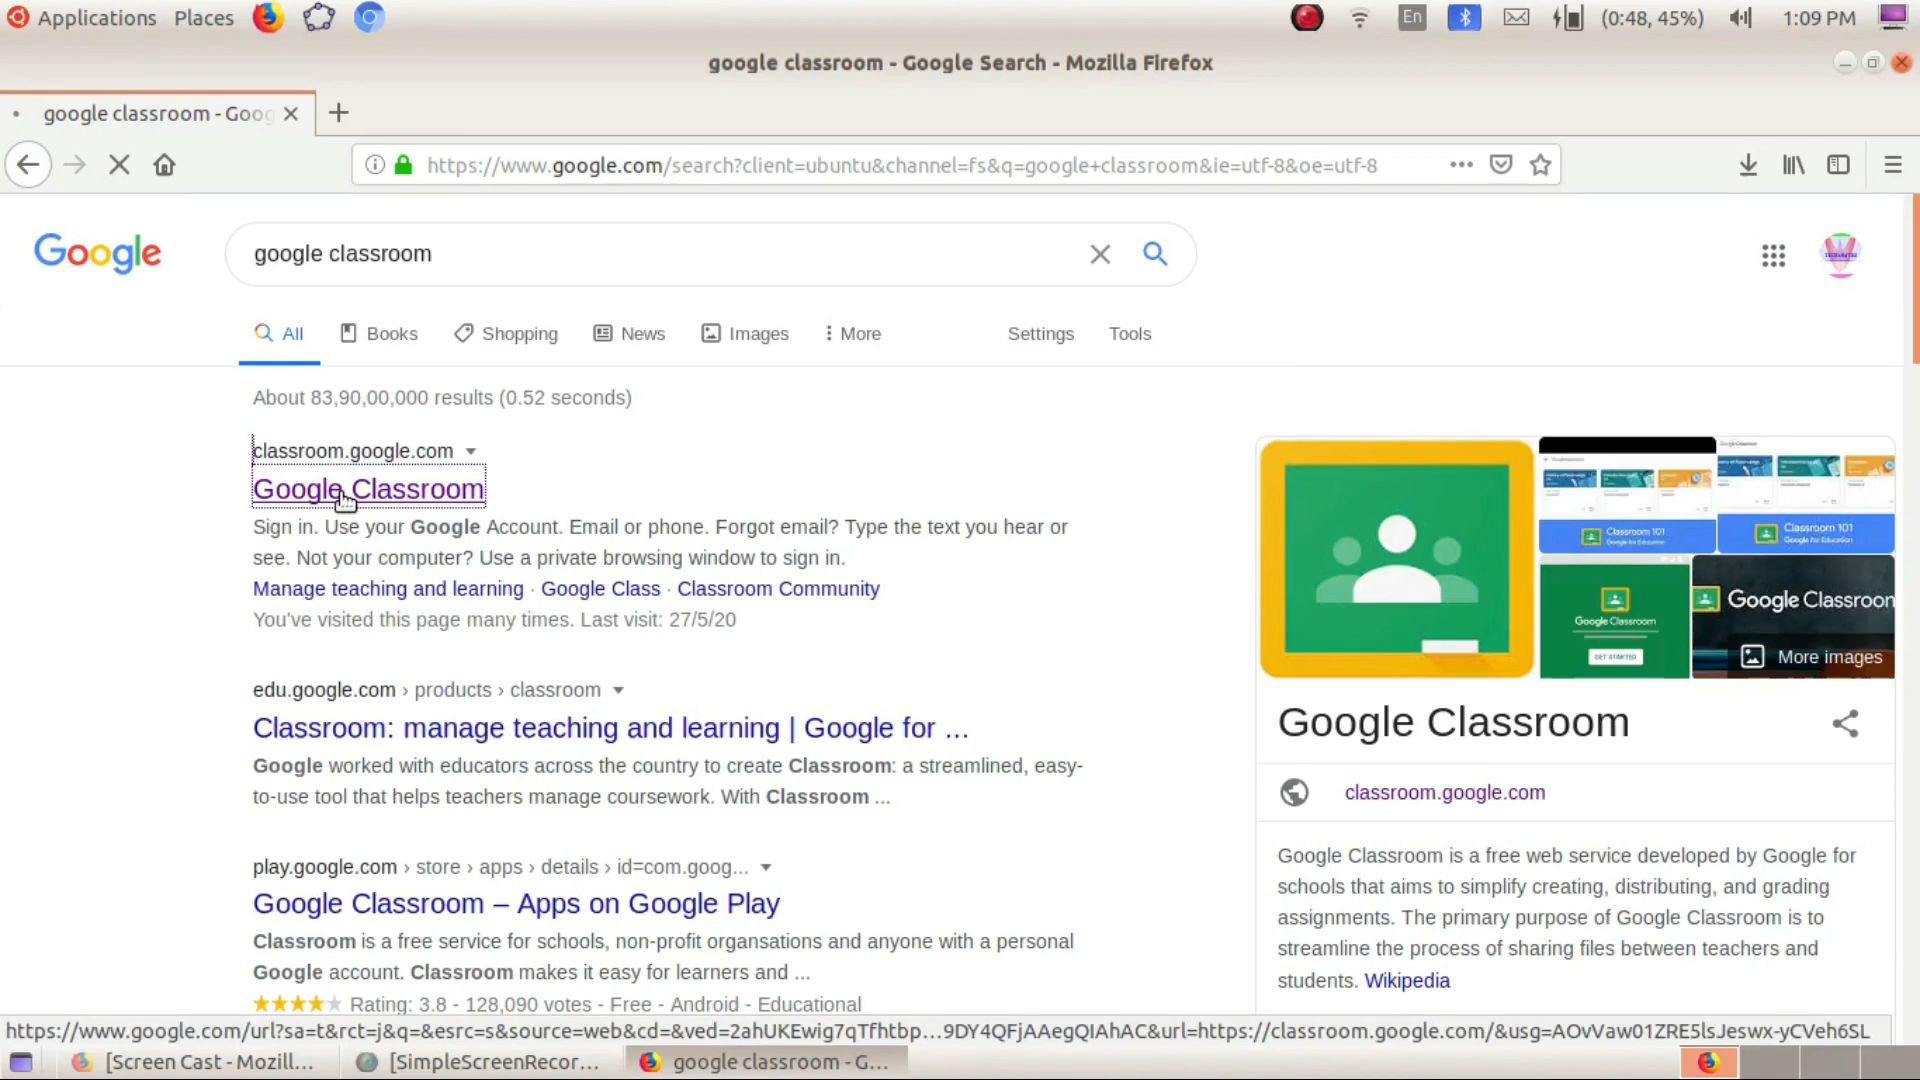 Applications Places En (0:48, 45%) 1:09 PM
google classroom - Google Search - Mozilla Firefox
google classroom - Goog
https://www.google.com/search?client=ubuntu&channel=fs&q=google+classroom&ie=utf-8&oe=utf-8
Google google classroom
All Books Shopping News Images More Settings Tools
About 83,90,00,000 results (0.52 seconds)
classroom.google.com
Google Classroom
Sign in. Use your Google Account. Email or phone. Forgot email? Type the text you hear or
see. Not your computer? Use a private browsing window to sign in.
Manage teaching and learning · Google Class · Classroom Community
You've visited this page many times. Last visit: 27/5/20
edu.google.com › products › classroom
Classroom: manage teaching and learning | Google for ...
Google worked with educators across the country to create Classroom: a streamlined, easy-
to-use tool that helps teachers manage coursework. With Classroom ...
play.google.com › store › apps › details › id=com.goog...
Google Classroom – Apps on Google Play
Classroom is a free service for schools, non-profit organsations and anyone with a personal
Google account. Classroom makes it easy for learners and ...
Rating: 3.8 - 128,090 votes - Free - Android - Educational
Classroom 101
Google for Education
Classroom 101
Google for Education
Google Classroom
GET STARTED
Google Classroon
More images
Google Classroom
classroom.google.com
Google Classroom is a free web service developed by Google for
schools that aims to simplify creating, distributing, and grading
assignments. The primary purpose of Google Classroom is to
streamline the process of sharing files between teachers and
students. Wikipedia
https://www.google.com/url?sa=t&rct=j&q=&esrc=s&source=web&cd=&ved=2ahUKEwig7qTfhtbp…9DY4QFjAAegQIAhAC&url=https://classroom.google.com/&usg=AOvVaw01ZRE5lsJeswx-yCVeh6SL
[Screen Cast - Mozill... [SimpleScreenRecor... google classroom - G...